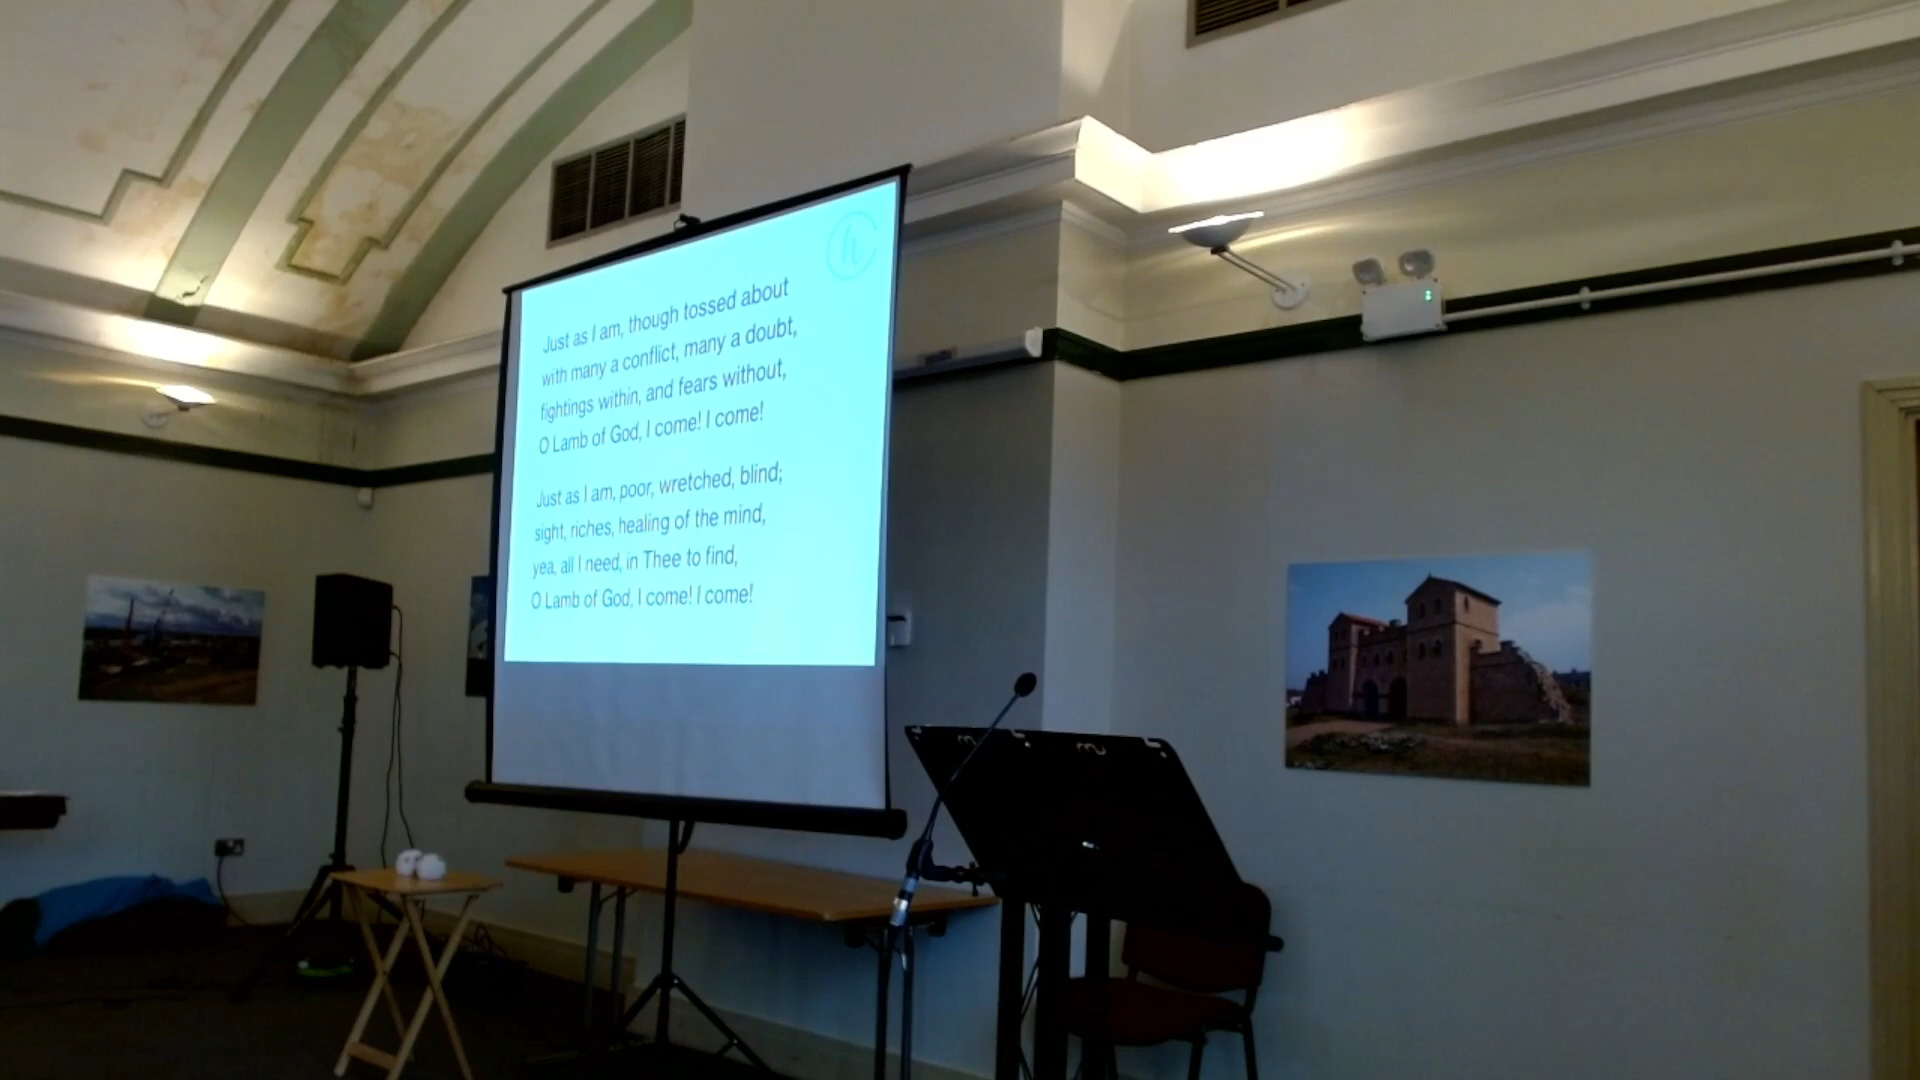 h
Just as I am, though tossed about
with many a conflict, many a doubt,
fightings within, and fears without,
O Lamb of God, I come! I come!
Just as I am, poor, wretched, blind;
sight, riches, healing of the mind,
yea, all I need, in Thee to find,
O Lamb of God, I come! I come!